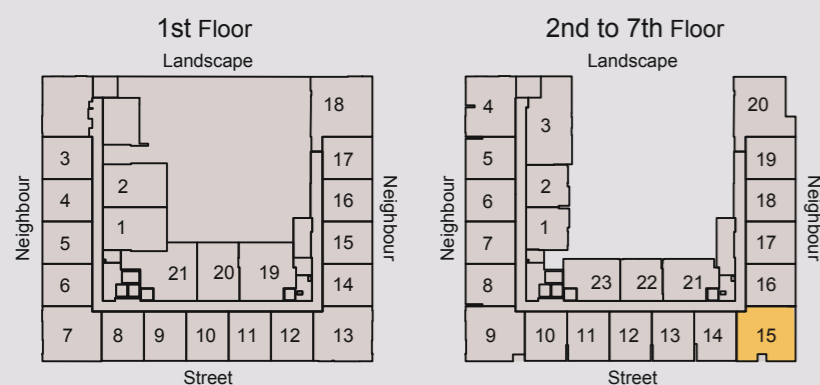 1st Floor
Landscape
18
3
17
2
4
16
Neighbour
Neighbour
1
5
15
21 20 19
6
14
7 8 9 10 11 12 13
Street
2nd to 7th Floor
Landscape
4
20
3
5
19
2
6
18
Neighbour
Neighbour
1
7
17
23 22 21
8
16
9 10 11 12 13 14 15
Street